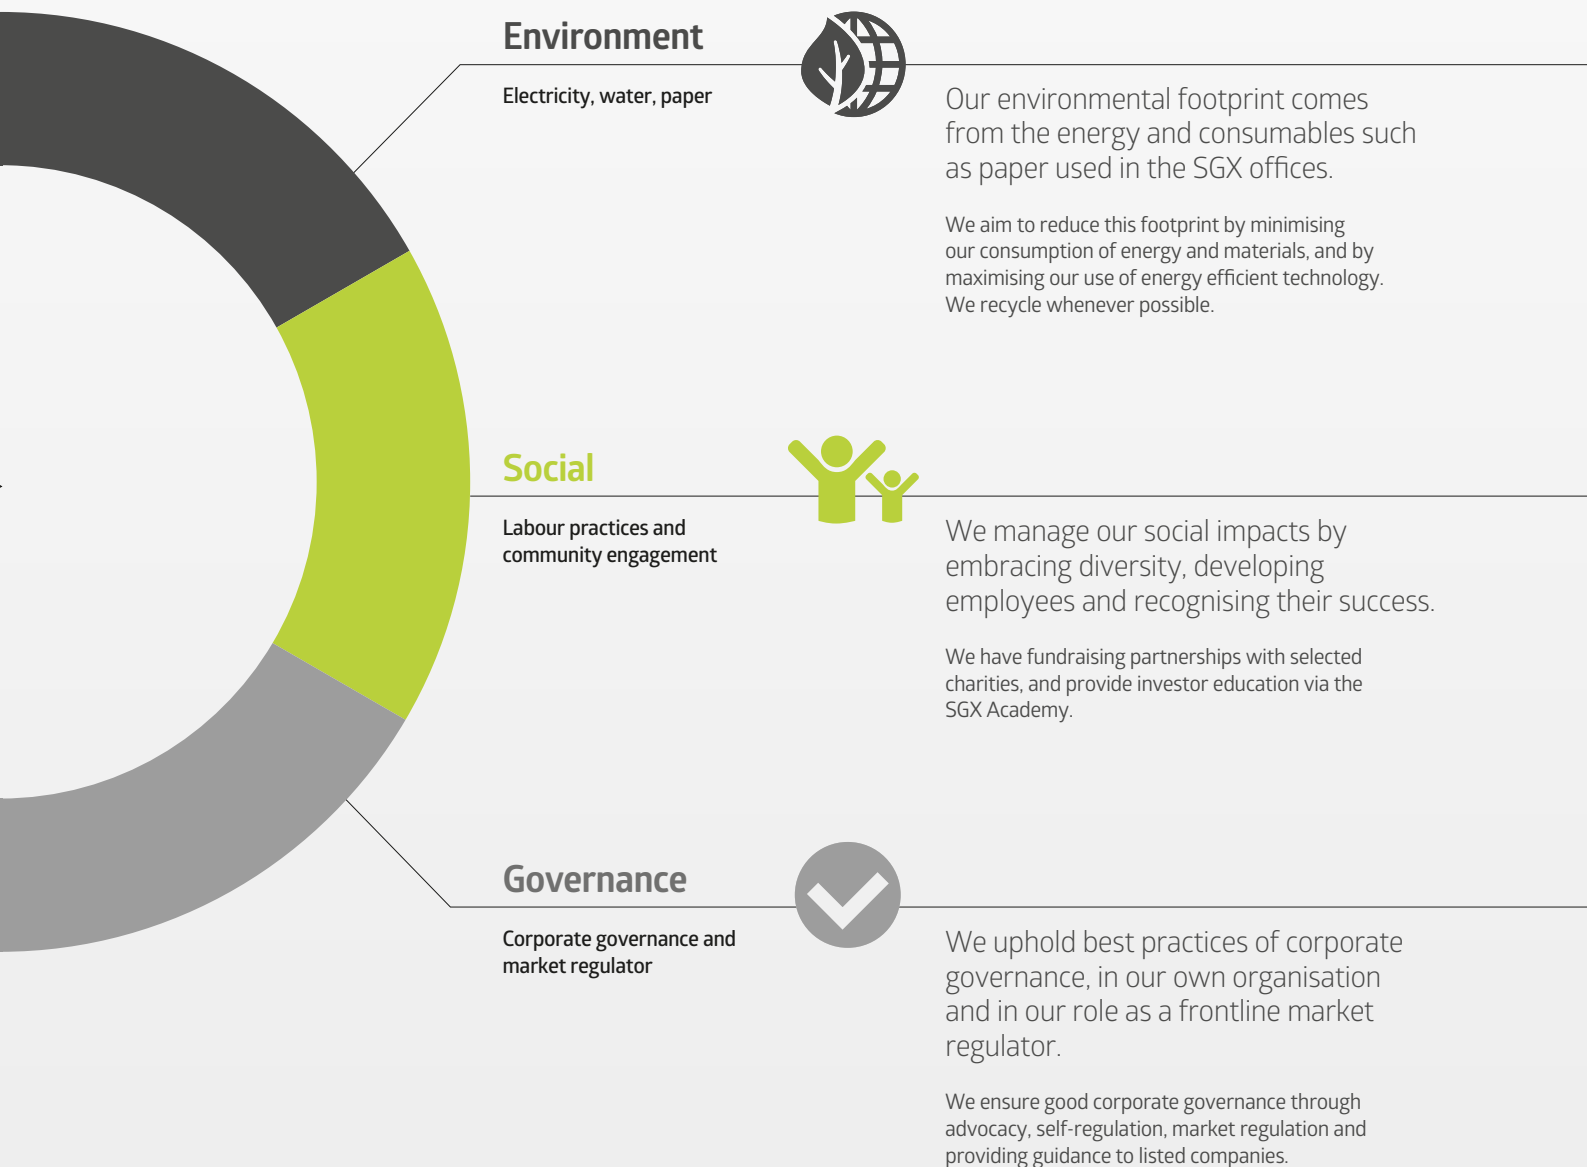 Environment
Electricity, water, paper
Our environmental footprint comes
from the energy and consumables such
as paper used in the SGX offices.
We aim to reduce this footprint by minimising
our consumption of energy and materials, and by
maximising our use of energy efficient technology.
We recycle whenever possible.
Social
Labour practices and
community engagement
We manage our social impacts by
embracing diversity, developing
employees and recognising their success.
We have fundraising partnerships with selected
charities, and provide investor education via the
SGX Academy.
Governance
Corporate governance and
market regulator
We uphold best practices of corporate
governance, in our own organisation
and in our role as a frontline market
regulator.
We ensure good corporate governance through
advocacy, self-regulation, market regulation and
providing guidance to listed companies.